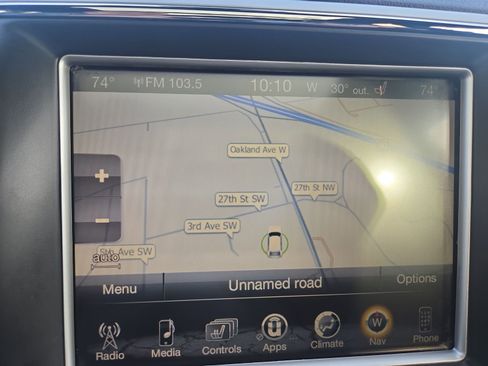 74° FM 103.5 10:10 W 30° out. 74°
Oakland Ave W
27th St NW
27th St SW
3rd Ave SW
5th Ave SW
+
−
auto
Menu Unnamed road Options
Radio Media Controls Apps Climate W Nav Phone